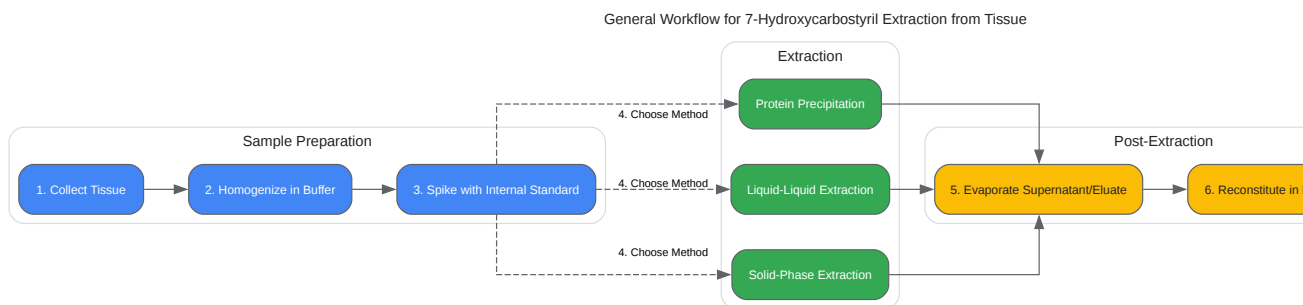 General Workflow for 7-Hydroxycarbostyril Extraction from Tissue
Sample Preparation
1. Collect Tissue
2. Homogenize in Buffer
3. Spike with Internal Standard
4. Choose Method
4. Choose Method
4. Choose Method
Extraction
Protein Precipitation
Liquid-Liquid Extraction
Solid-Phase Extraction
Post-Extraction
5. Evaporate Supernatant/Eluate
6. Reconstitute in